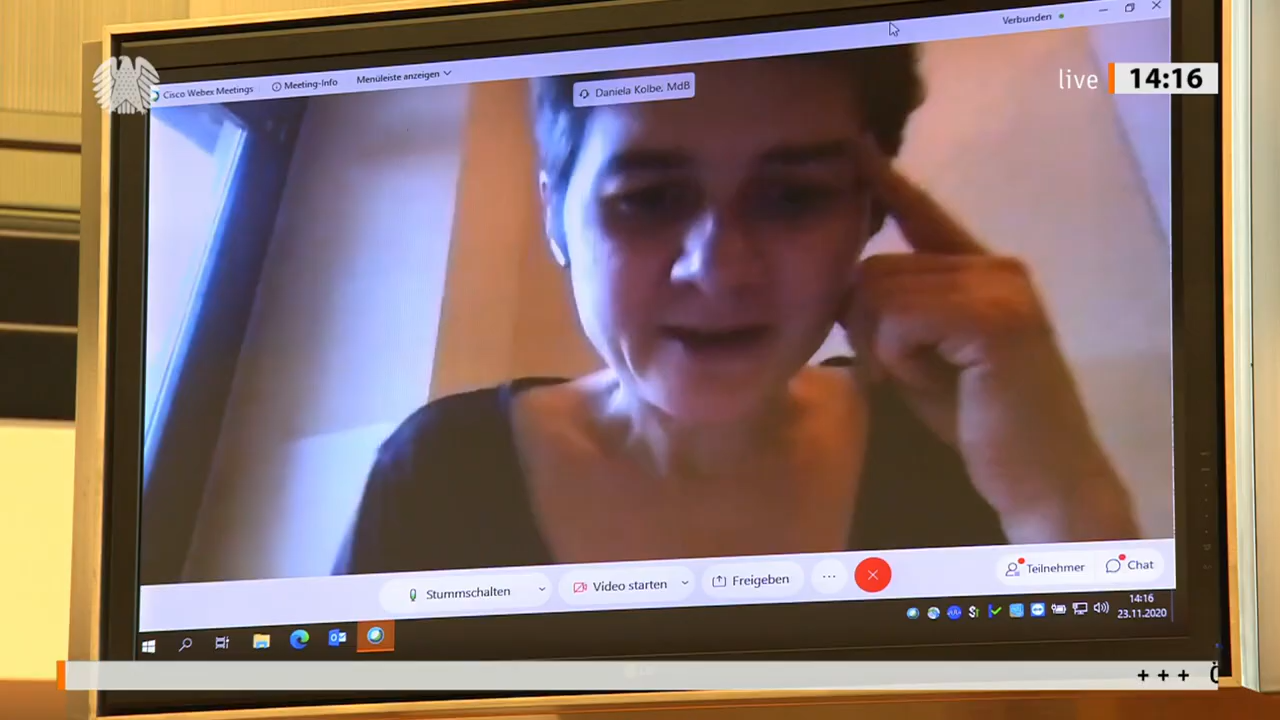 Verbunden
Cisco Webex Meetings
Meeting-Info
Menüleiste anzeigen
Daniela Kolbe, MdB
live 14:16
Stummschalten
Video starten
Freigeben
Teilnehmer
Chat
14:16
23.11.2020
+++